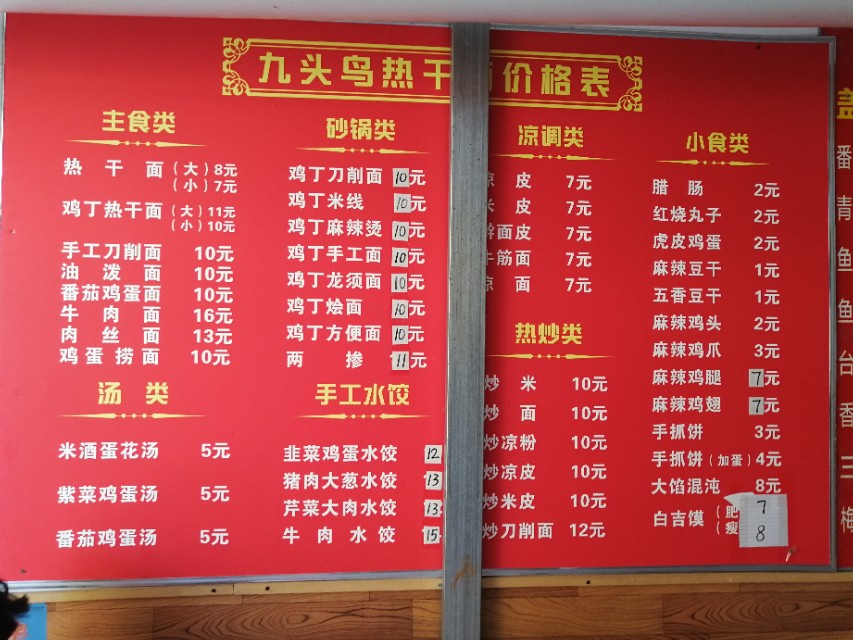 九头鸟热干 价格表
主食类
热干面（大）8元
（小）7元
鸡丁热干面（大）11元
（小）10元
手工刀削面 10元
油泼面 10元
番茄鸡蛋面 10元
牛肉面 16元
肉丝面 13元
鸡蛋捞面 10元
汤类
米酒蛋花汤 5元
紫菜鸡蛋汤 5元
番茄鸡蛋汤 5元
砂锅类
鸡丁刀削面 10元
鸡丁米线 10元
鸡丁麻辣烫 10元
鸡丁手工面 10元
鸡丁龙须面 10元
鸡丁烩面 10元
鸡丁方便面 10元
两掺 11元
手工水饺
韭菜鸡蛋水饺 12
猪肉大葱水饺 13
芹菜大肉水饺 13
牛肉水饺 15
凉调类
凉皮 7元
米皮 7元
擀面皮 7元
牛筋面 7元
凉面 7元
热炒类
炒米 10元
炒面 10元
炒凉粉 10元
炒凉皮 10元
炒米皮 10元
炒刀削面 12元
小食类
腊肠 2元
红烧丸子 2元
虎皮鸡蛋 2元
麻辣豆干 1元
五香豆干 1元
麻辣鸡头 2元
麻辣鸡爪 3元
麻辣鸡腿 7元
麻辣鸡翅 7元
手抓饼 3元
手抓饼（加蛋）4元
大馅混沌 8元
白吉馍（肥 7
（瘦 8
盖
番
青
鱼
鱼
台
香
三
梅